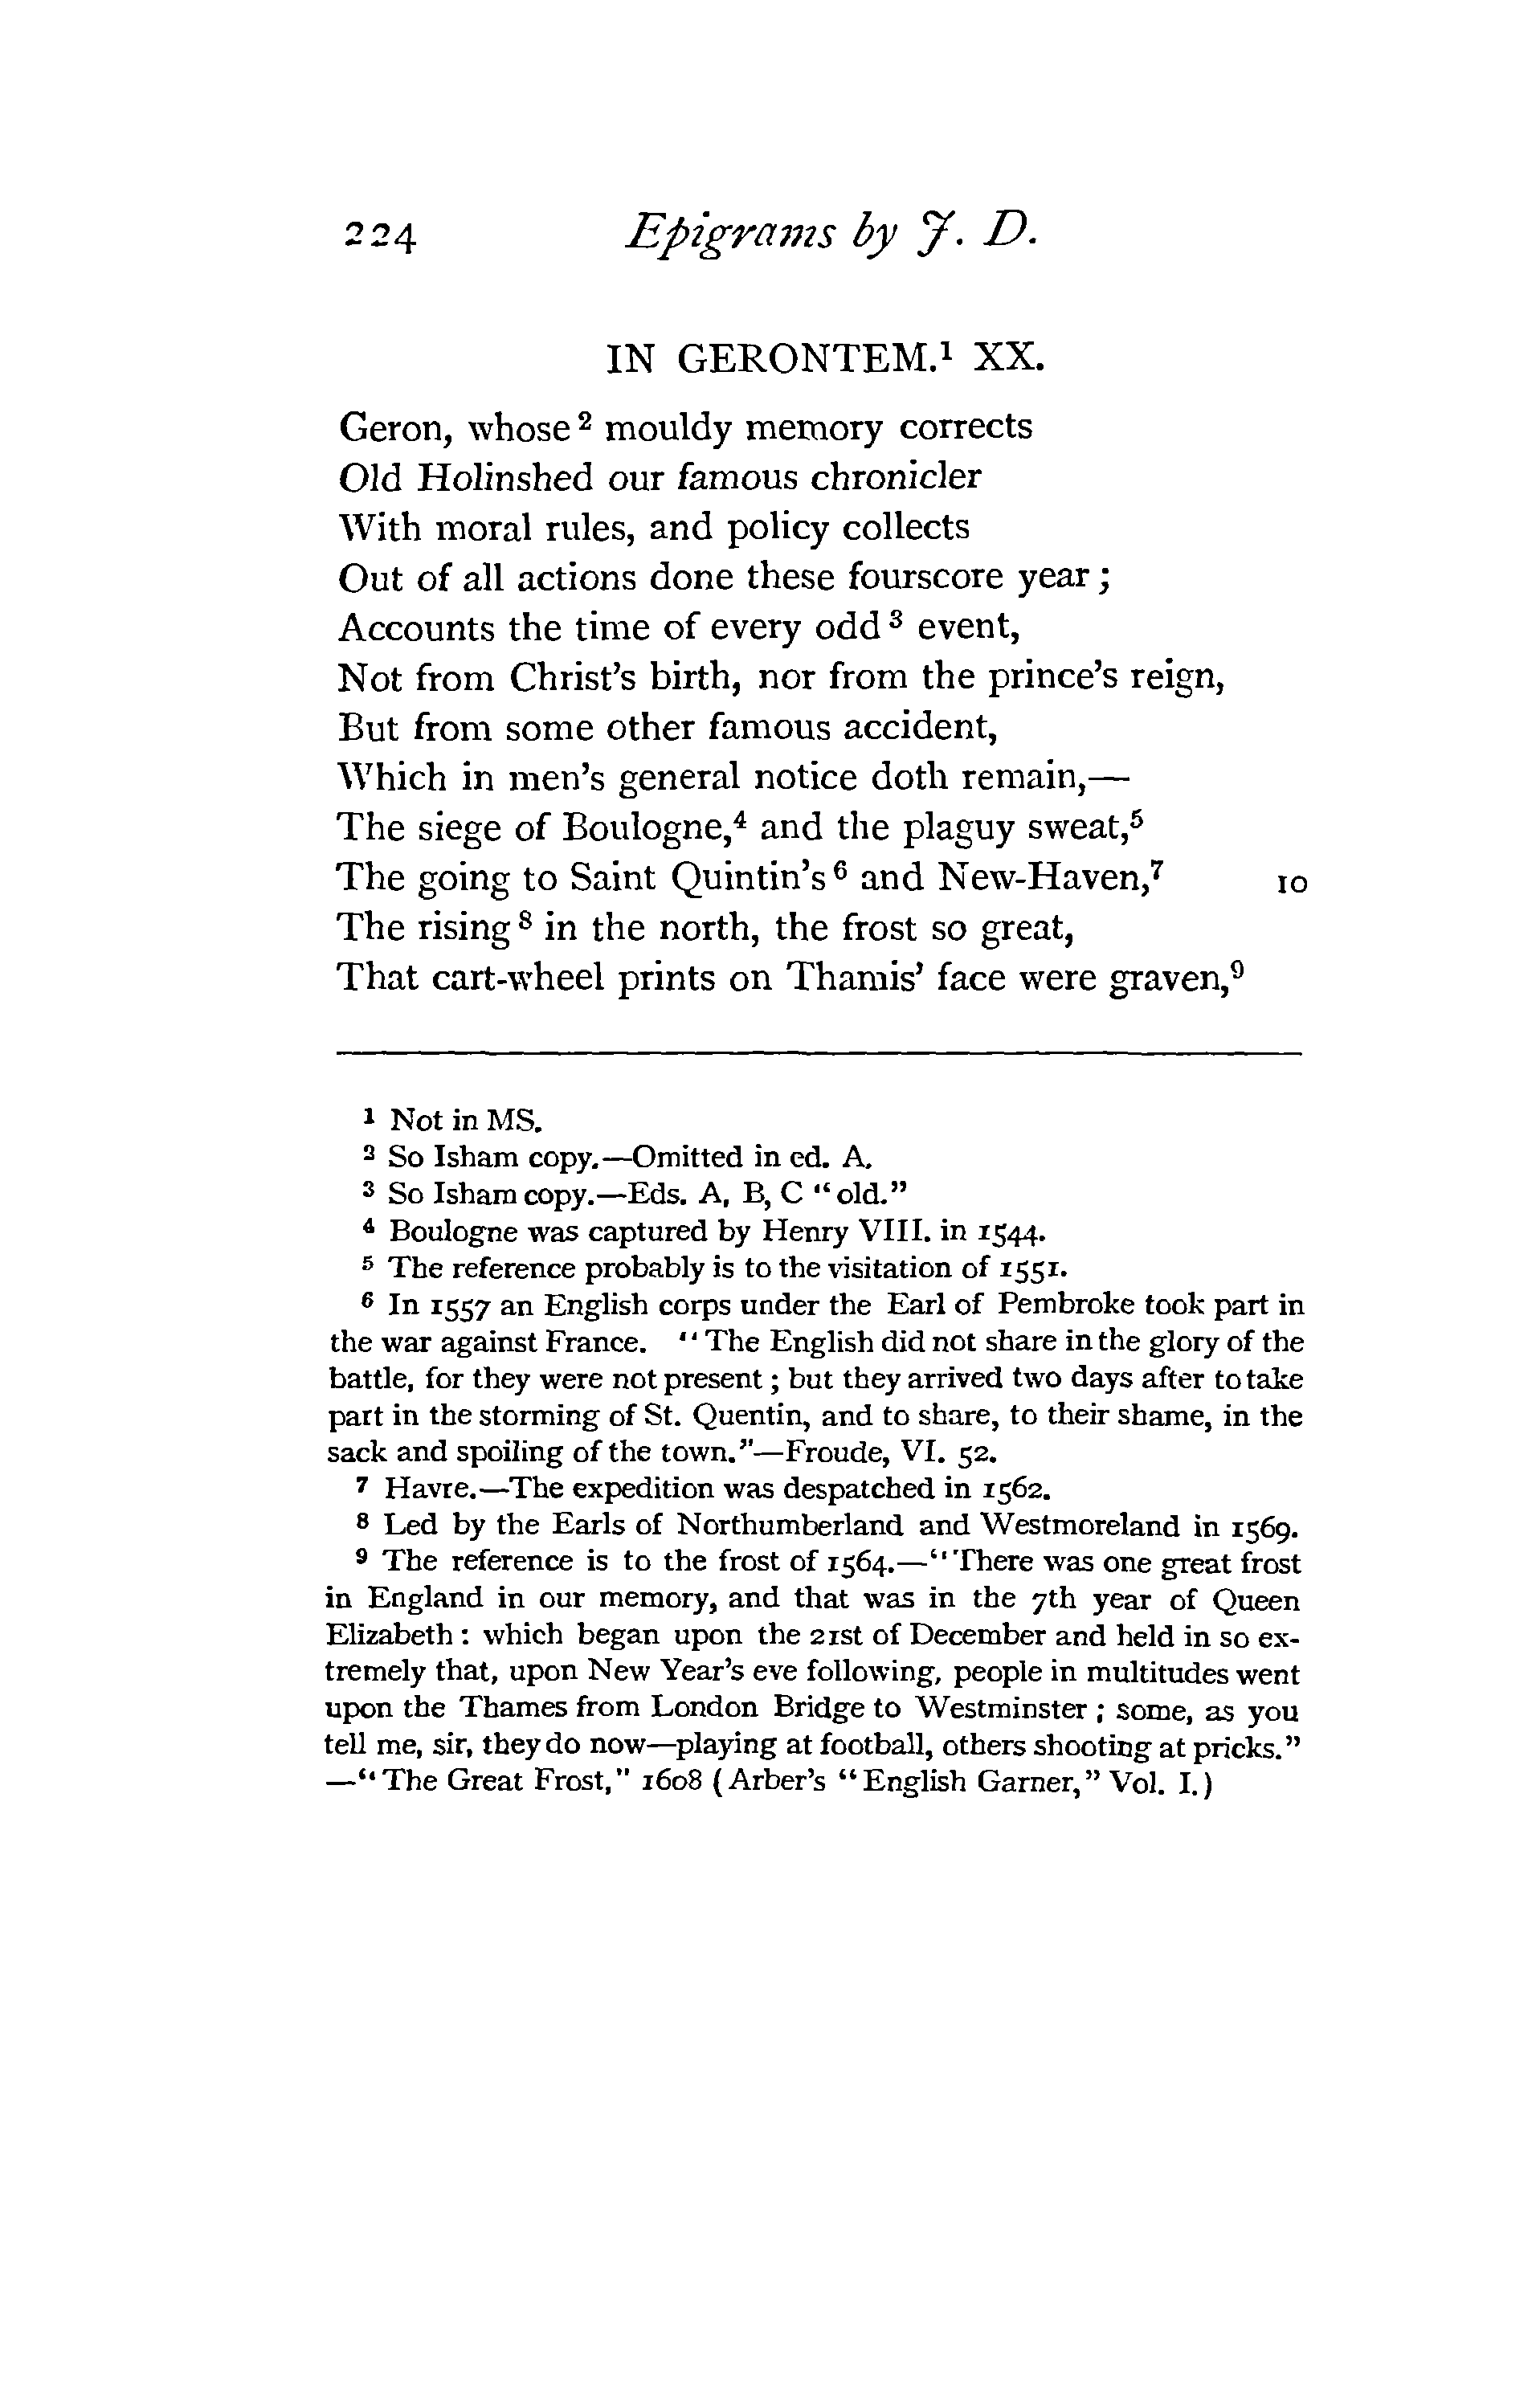 224 Epigrams by J. D.
IN GERONTEM.¹ XX.
Geron, whose ² mouldy memory corrects
Old Holinshed our famous chronicler
With moral rules, and policy collects
Out of all actions done these fourscore year ;
Accounts the time of every odd ³ event,
Not from Christ's birth, nor from the prince's reign,
But from some other famous accident,
Which in men's general notice doth remain,—
The siege of Boulogne,⁴ and the plaguy sweat,⁵
The going to Saint Quintin's ⁶ and New-Haven,⁷ 10
The rising ⁸ in the north, the frost so great,
That cart-wheel prints on Thamis' face were graven,⁹
¹ Not in MS.
² So Isham copy.—Omitted in ed. A.
³ So Isham copy.—Eds. A, B, C "old."
⁴ Boulogne was captured by Henry VIII. in 1544.
⁵ The reference probably is to the visitation of 1551.
⁶ In 1557 an English corps under the Earl of Pembroke took part in
the war against France. "The English did not share in the glory of the
battle, for they were not present ; but they arrived two days after to take
part in the storming of St. Quentin, and to share, to their shame, in the
sack and spoiling of the town."—Froude, VI. 52.
⁷ Havre.—The expedition was despatched in 1562.
⁸ Led by the Earls of Northumberland and Westmoreland in 1569.
⁹ The reference is to the frost of 1564.—"There was one great frost
in England in our memory, and that was in the 7th year of Queen
Elizabeth : which began upon the 21st of December and held in so ex-
tremely that, upon New Year's eve following, people in multitudes went
upon the Thames from London Bridge to Westminster ; some, as you
tell me, sir, they do now—playing at football, others shooting at pricks."
—"The Great Frost," 1608 (Arber's "English Garner," Vol. I.)